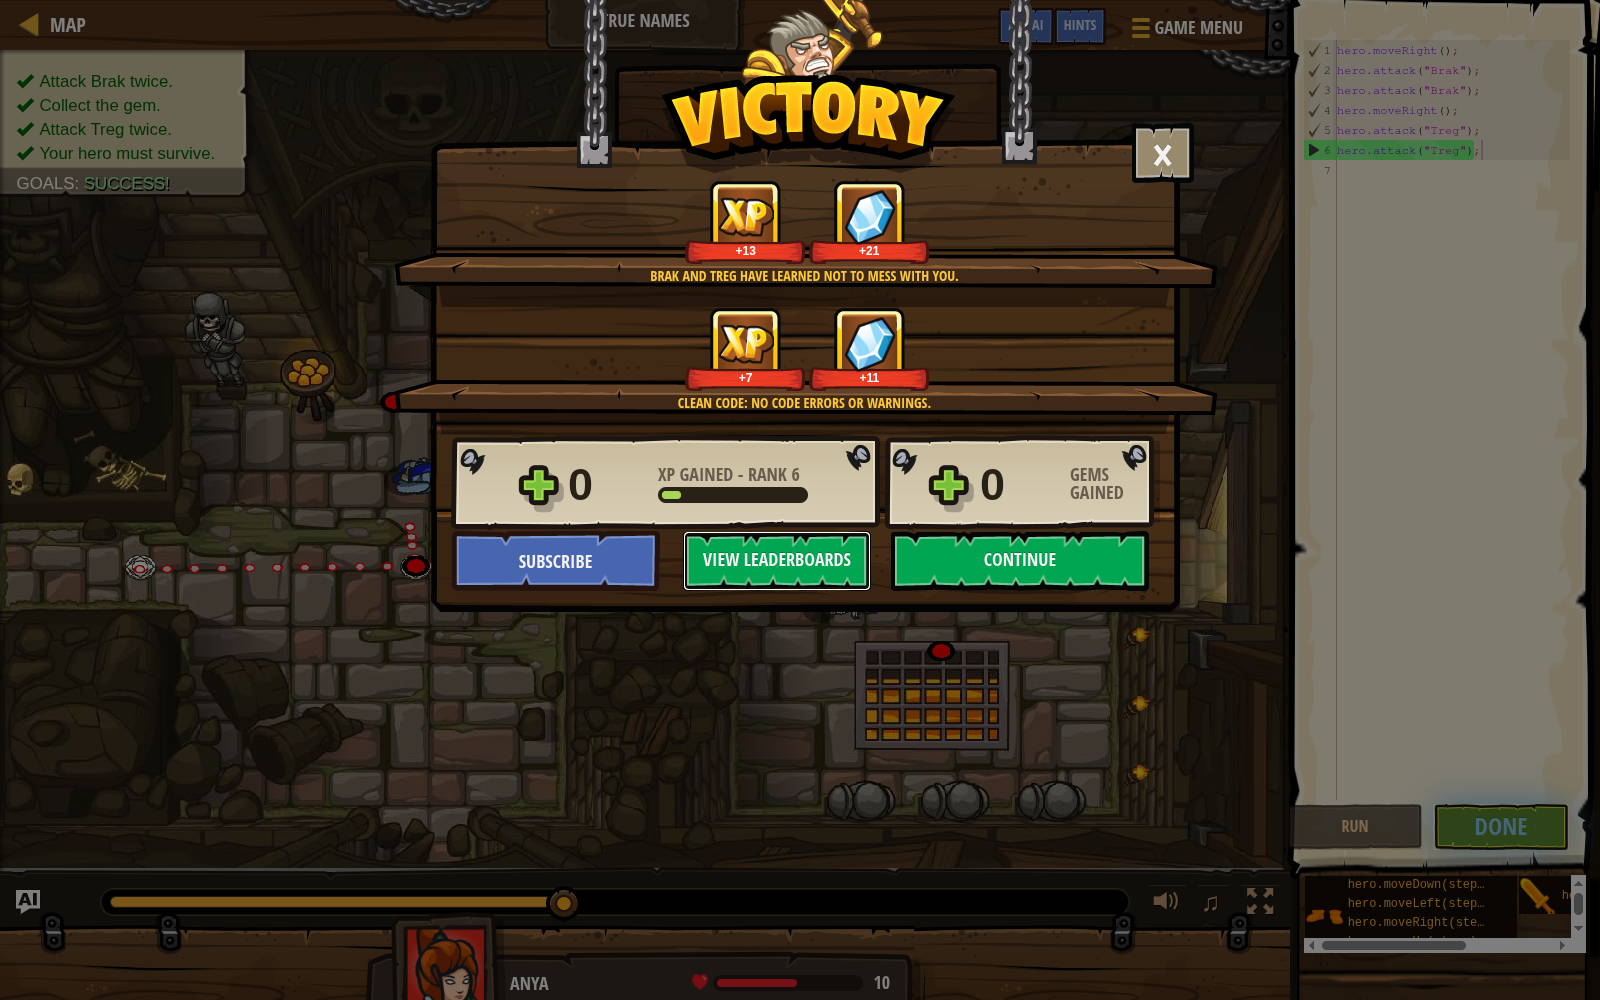 Map
TRUE NAMES
AI
HINTS
GAME MENU
Attack Brak twice.
Collect the gem.
Attack Treg twice.
Your hero must survive.
GOALS: SUCCESS!
VICTORY
×
XP
+13
+21
BRAK AND TREG HAVE LEARNED NOT TO MESS WITH YOU.
XP
+7
+11
CLEAN CODE: NO CODE ERRORS OR WARNINGS.
0
XP GAINED - RANK 6
0
GEMS
GAINED
SUBSCRIBE
VIEW LEADERBOARDS
CONTINUE
1 hero.moveRight();
2 hero.attack("Brak");
3 hero.attack("Brak");
4 hero.moveRight();
5 hero.attack("Treg");
6 hero.attack("Treg");
7
RUN
DONE
hero.moveDown(step…
hero.moveLeft(step…
hero.moveRight(ste…
AI
ANYA
10